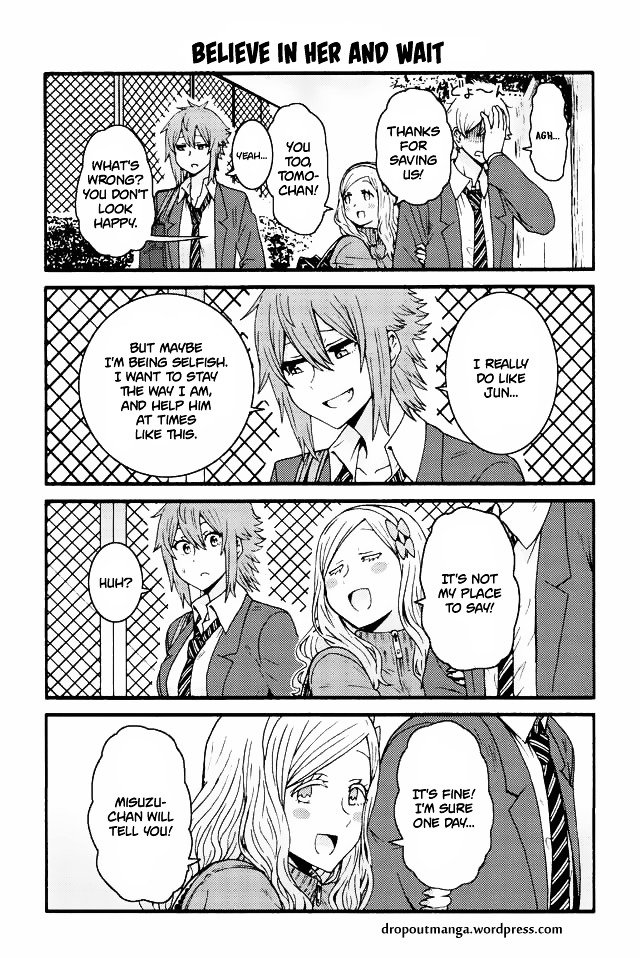 BELIEVE IN HER AND WAIT
AGH...
どよ〜ん
THANKS
FOR
SAVING
US!
YOU
TOO,
TOMO-
CHAN!
YEAH...
WHAT'S
WRONG?
YOU DON'T
LOOK
HAPPY.
I REALLY
DO LIKE
JUN...
BUT MAYBE
I'M BEING SELFISH.
I WANT TO STAY
THE WAY I AM,
AND HELP HIM
AT TIMES
LIKE THIS.
IT'S NOT
MY PLACE
TO SAY!
HUH?
IT'S FINE!
I'M SURE
ONE DAY...
MISUZU-
CHAN WILL
TELL YOU!
dropoutmanga.wordpress.com